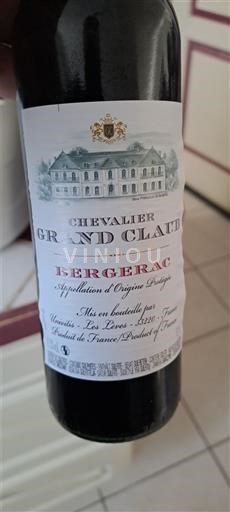 CHEVALIER
GRAND CLAUD
VINIOU
BERGERAC
Appellation d'Origine Protégée
Mis en bouteille par
Univitis - Les Lèves - 33220 - France
Produit de France/Product of France